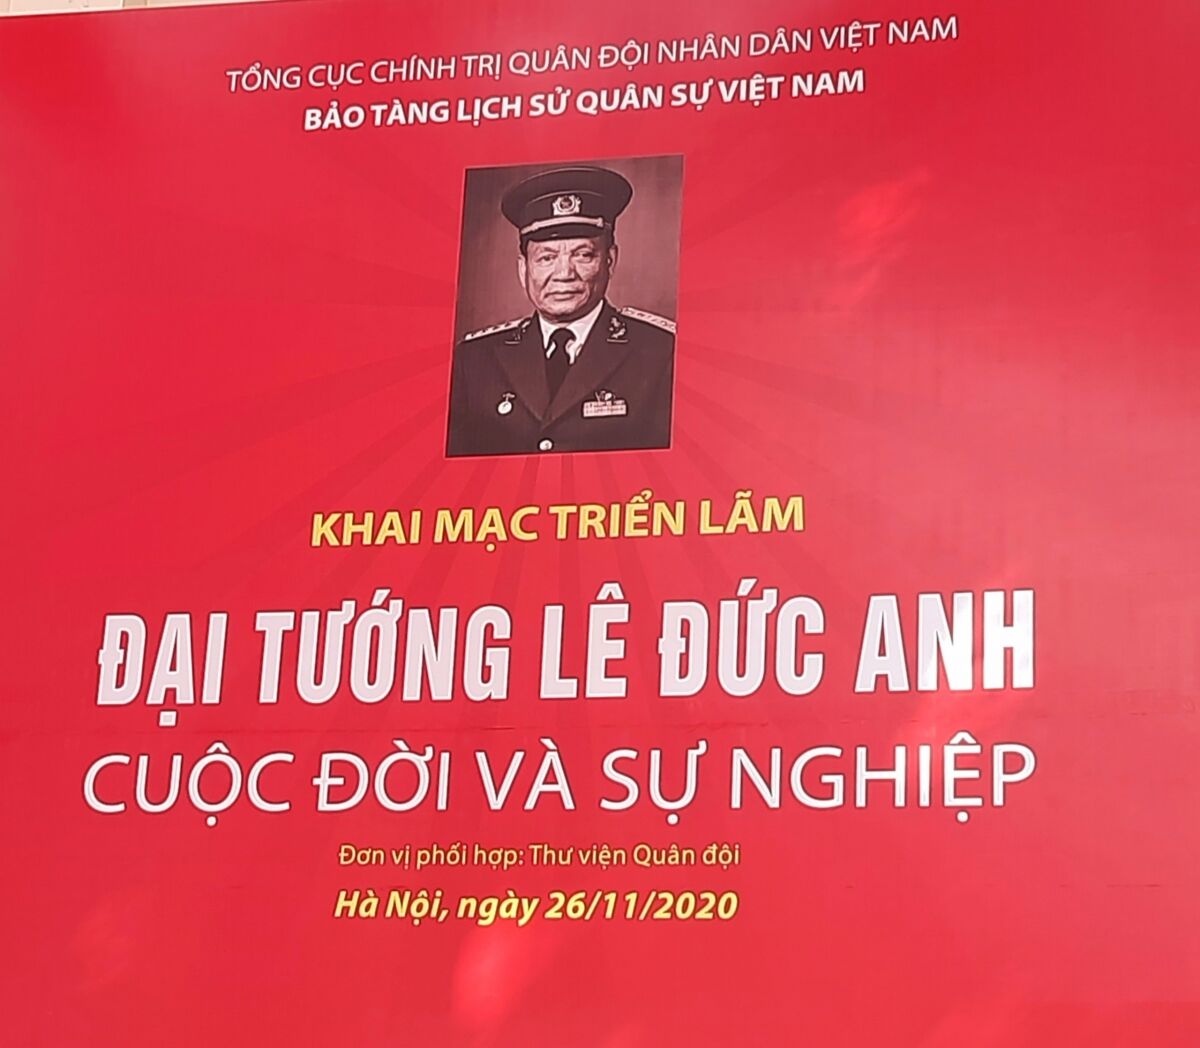 TỔNG CỤC CHÍNH TRỊ QUÂN ĐỘI NHÂN DÂN VIỆT NAM
BẢO TÀNG LỊCH SỬ QUÂN SỰ VIỆT NAM
KHAI MẠC TRIỂN LÃM
ĐẠI TƯỚNG LÊ ĐỨC ANH
CUỘC ĐỜI VÀ SỰ NGHIỆP
Đơn vị phối hợp: Thư viện Quân đội
Hà Nội, ngày 26/11/2020